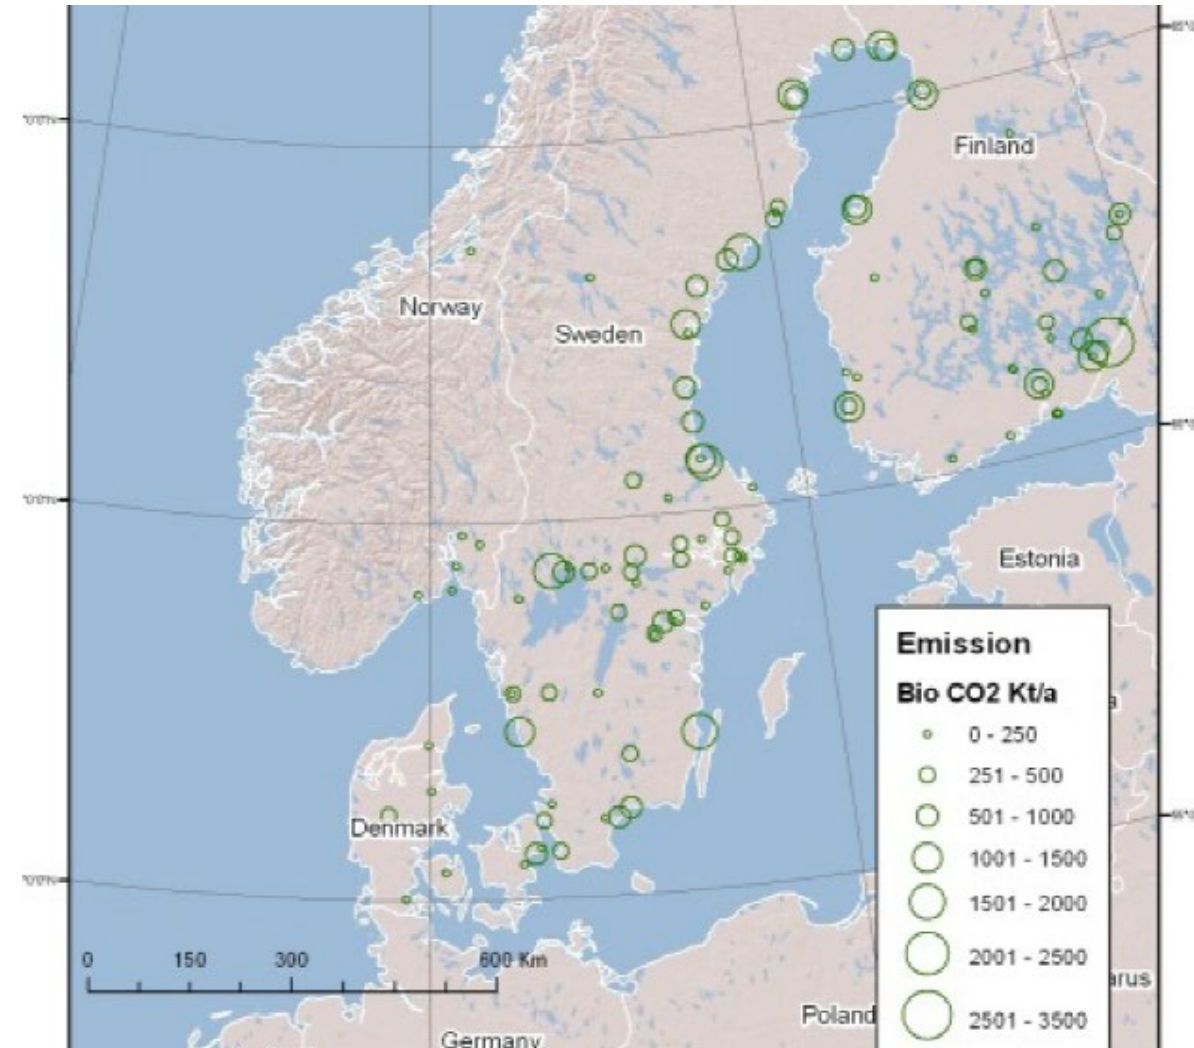 Finland
Norway
Sweden
Estonia
Emission
Bio CO2 Kt/a
a
0 - 250
251 - 500
501 - 1000
1001 - 1500
1501 - 2000
2001 - 2500
2501 - 3500
Denmark
0 150 300 600 Km
Poland
arus
Germany